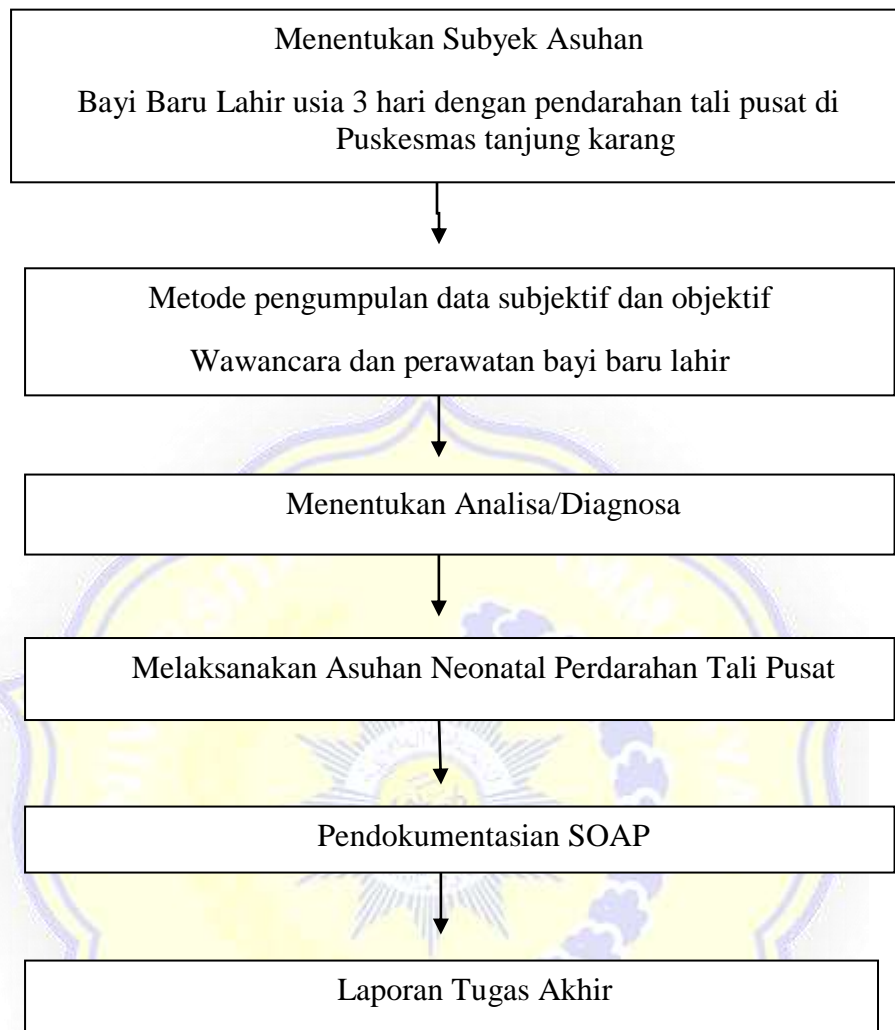 Menentukan Subyek Asuhan
Bayi Baru Lahir usia 3 hari dengan pendarahan tali pusat di
Puskesmas tanjung karang
Metode pengumpulan data subjektif dan objektif
Wawancara dan perawatan bayi baru lahir
Menentukan Analisa/Diagnosa
Melaksanakan Asuhan Neonatal Perdarahan Tali Pusat
Pendokumentasian SOAP
Laporan Tugas Akhir